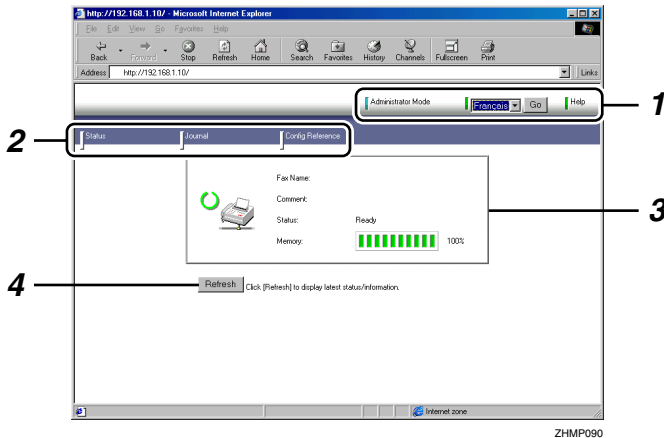 http://192.168.1.10/ - Microsoft Internet Explorer
File Edit View Go Favorites Help
Back Forward Stop Refresh Home Search Favorites History Channels Fullscreen Print
Address http://192.168.1.10/ Links
Administrator Mode Français Go Help
1
2
Status Journal Config Reference
Fax Name:
Comment:
Status: Ready
3
Memory: 100%
4
Refresh Click [Refresh] to display latest status/information.
Internet zone
ZHMP090